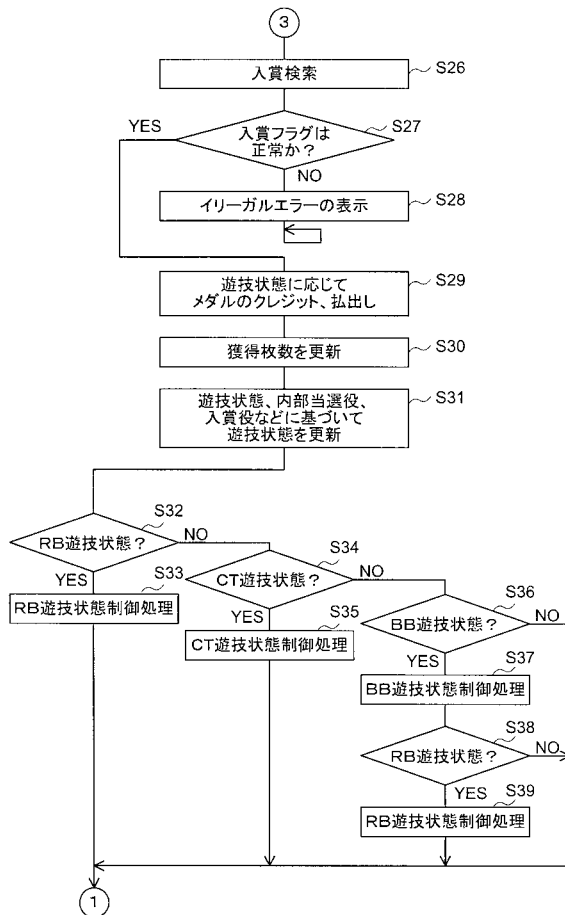 3
入賞検索
S26
入賞フラグは
正常か？
S27
YES
NO
イリーガルエラーの表示
S28
遊技状態に応じて
メダルのクレジット、払出し
S29
獲得枚数を更新
S30
遊技状態、内部当選役、
入賞役などに基づいて
遊技状態を更新
S31
RB遊技状態？
S32
NO
YES
S33
RB遊技状態制御処理
CT遊技状態？
S34
NO
YES
S35
CT遊技状態制御処理
BB遊技状態？
S36
NO
YES
S37
BB遊技状態制御処理
RB遊技状態？
S38
NO
YES
S39
RB遊技状態制御処理
1